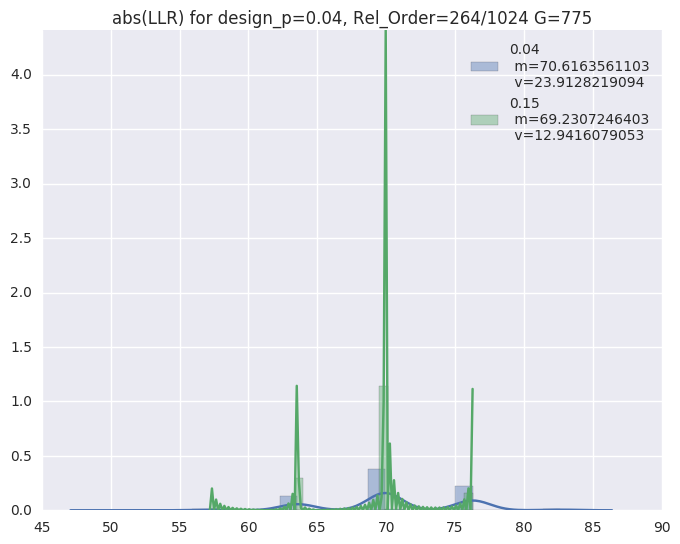 abs(LLR) for design_p=0.04, Rel_Order=264/1024 G=775
0.04
m=70.6163561103
v=23.9128219094
0.15
m=69.2307246403
v=12.9416079053
4.0
3.5
3.0
2.5
2.0
1.5
1.0
0.5
0.0
45 50 55 60 65 70 75 80 85 90